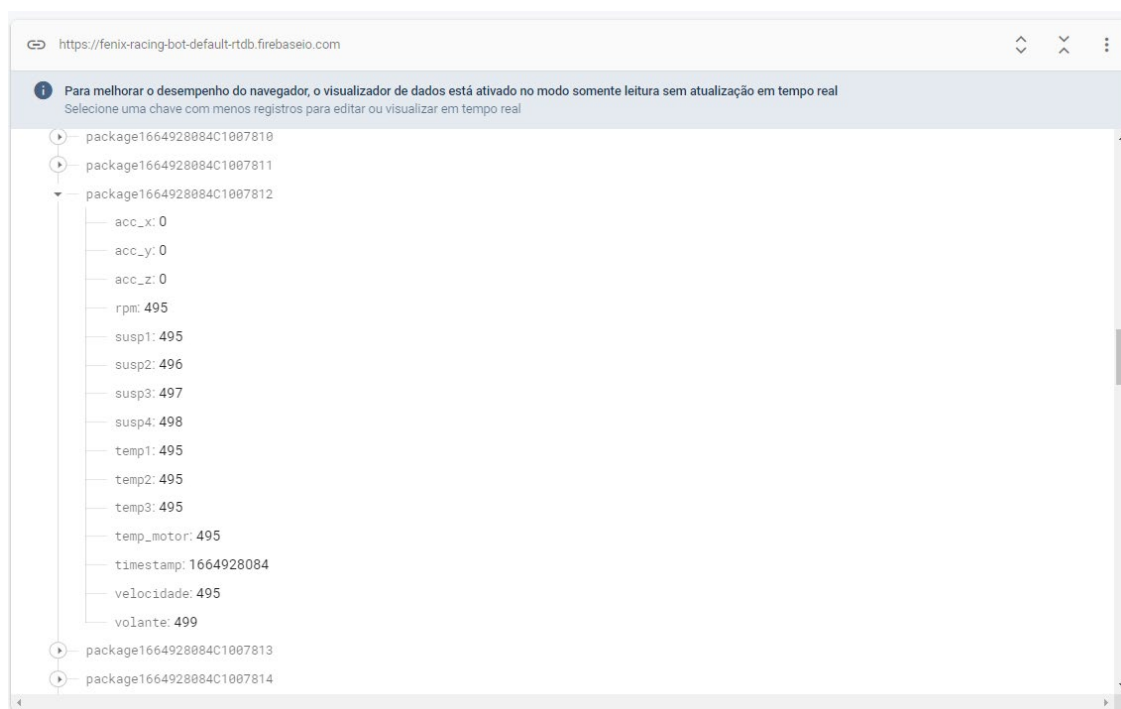 https://fenix-racing-bot-default-rtdb.firebaseio.com
Para melhorar o desempenho do navegador, o visualizador de dados está ativado no modo somente leitura sem atualização em tempo real
Selecione uma chave com menos registros para editar ou visualizar em tempo real
package1664928084C1007810
package1664928084C1007811
package1664928084C1007812
acc_x: 0
acc_y: 0
acc_z: 0
rpm: 495
susp1: 495
susp2: 496
susp3: 497
susp4: 498
temp1: 495
temp2: 495
temp3: 495
temp_motor: 495
timestamp: 1664928084
velocidade: 495
volante: 499
package1664928084C1007813
package1664928084C1007814